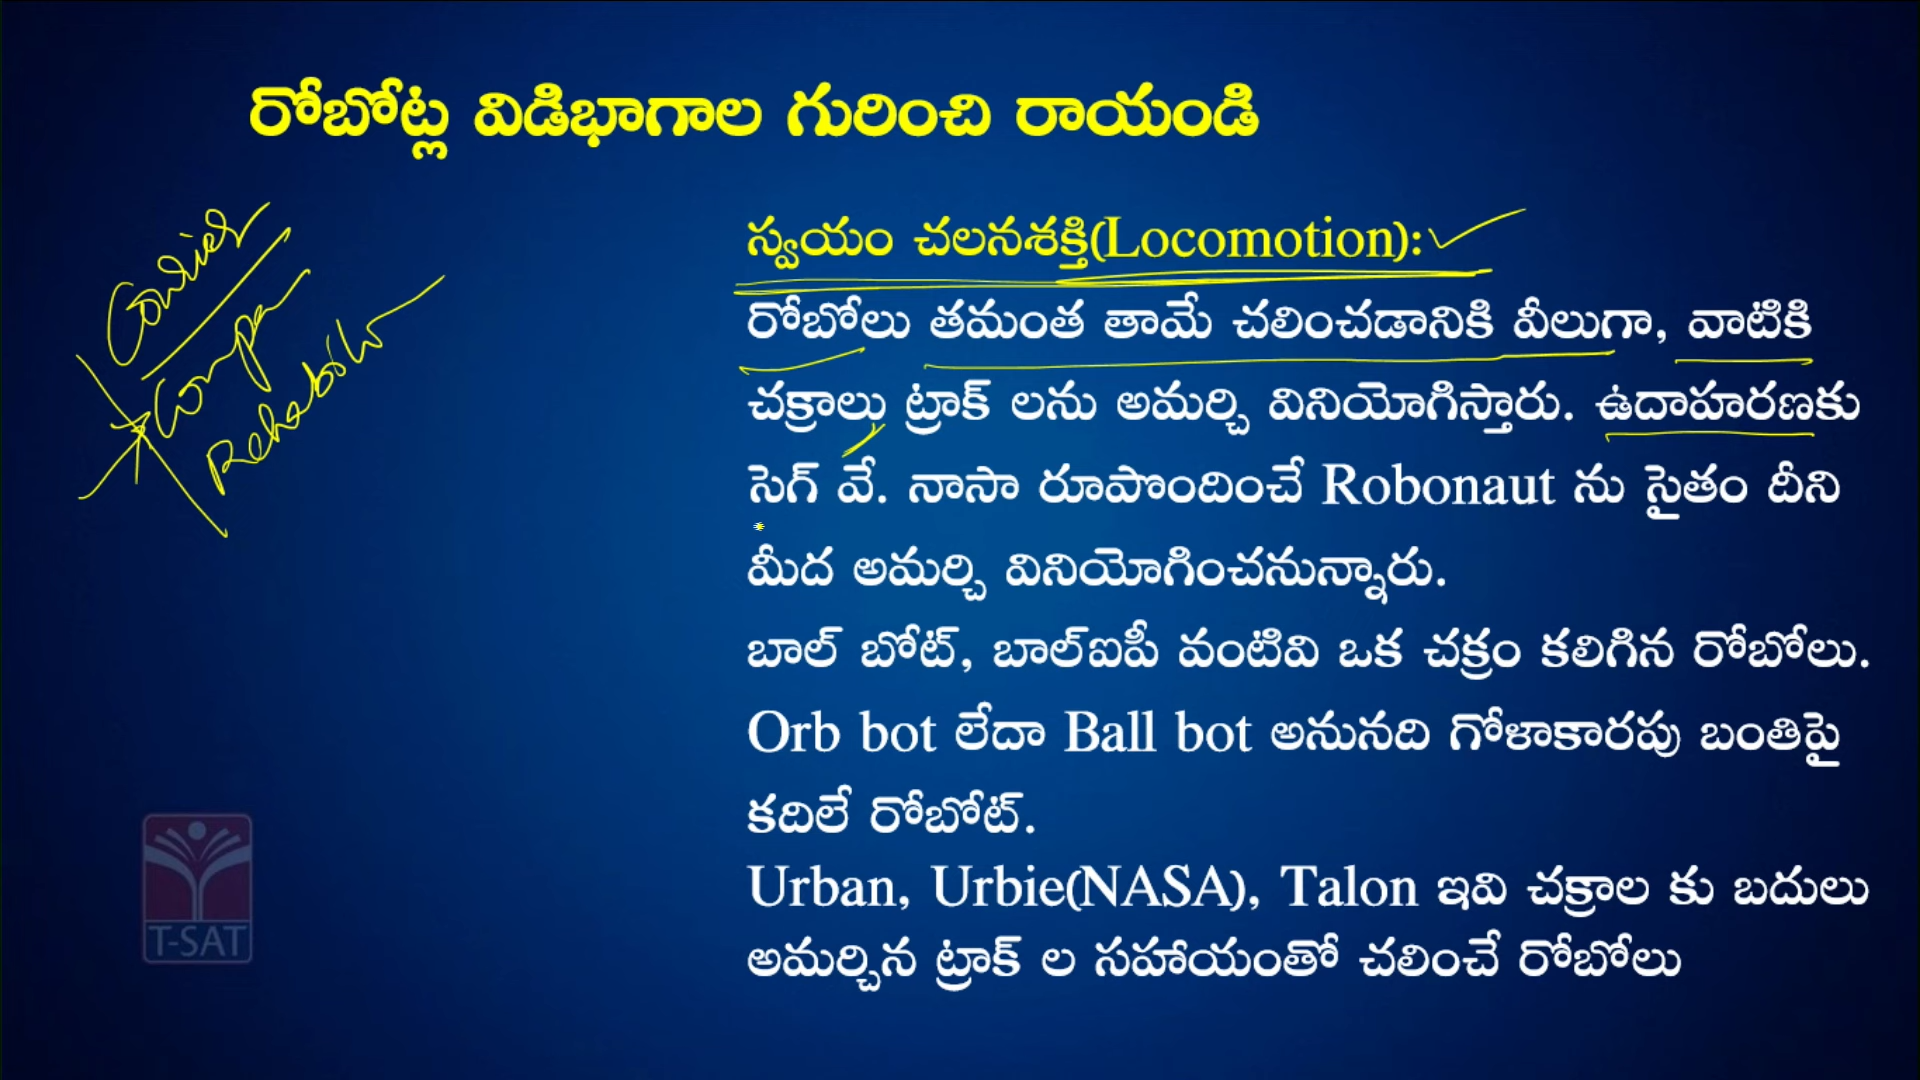 రోబోట్ల విడిభాగాల గురించి రాయండి
స్వయం చలనశక్తి(Locomotion):
రోబోలు తమంత తామే చలించడానికి వీలుగా, వాటికి
చక్రాలు ట్రాక్ లను అమర్చి వినియోగిస్తారు. ఉదాహరణకు
సెగ్ వే. నాసా రూపొందించే Robonaut ను సైతం దీని
మీద అమర్చి వినియోగించనున్నారు.
బాల్ బోట్, బాల్ఐపీ వంటివి ఒక చక్రం కలిగిన రోబోలు.
Orb bot లేదా Ball bot అనునది గోళాకారపు బంతిపై
కదిలే రోబోట్.
Urban, Urbie(NASA), Talon ఇవి చక్రాల కు బదులు
అమర్చిన ట్రాక్ ల సహాయంతో చలించే రోబోలు
T-SAT